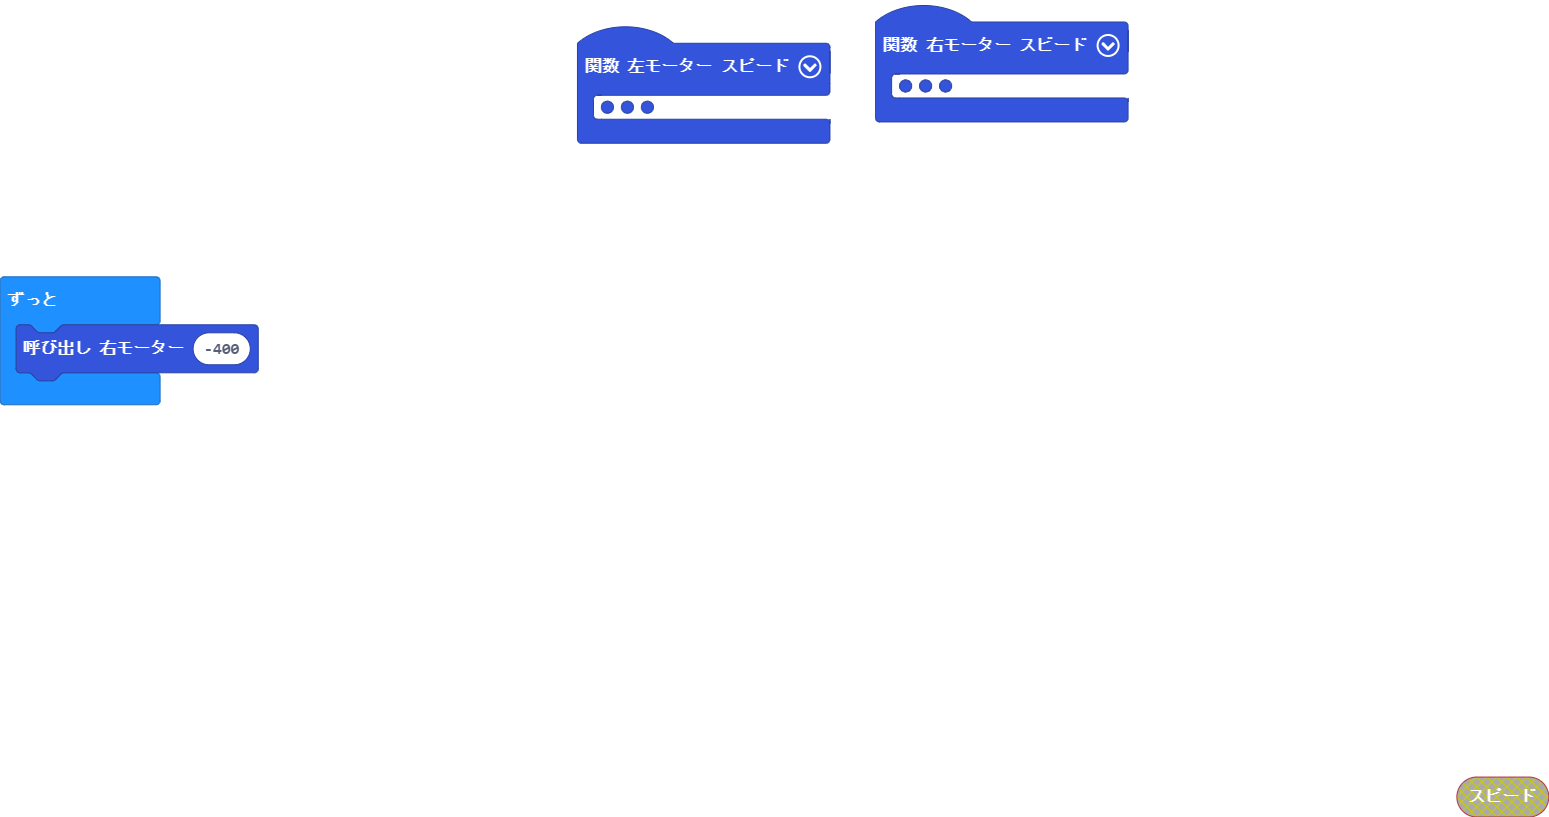 関数 左モーター スピード
関数 右モーター スピード
ずっと
呼び出し 右モーター -400
スピード